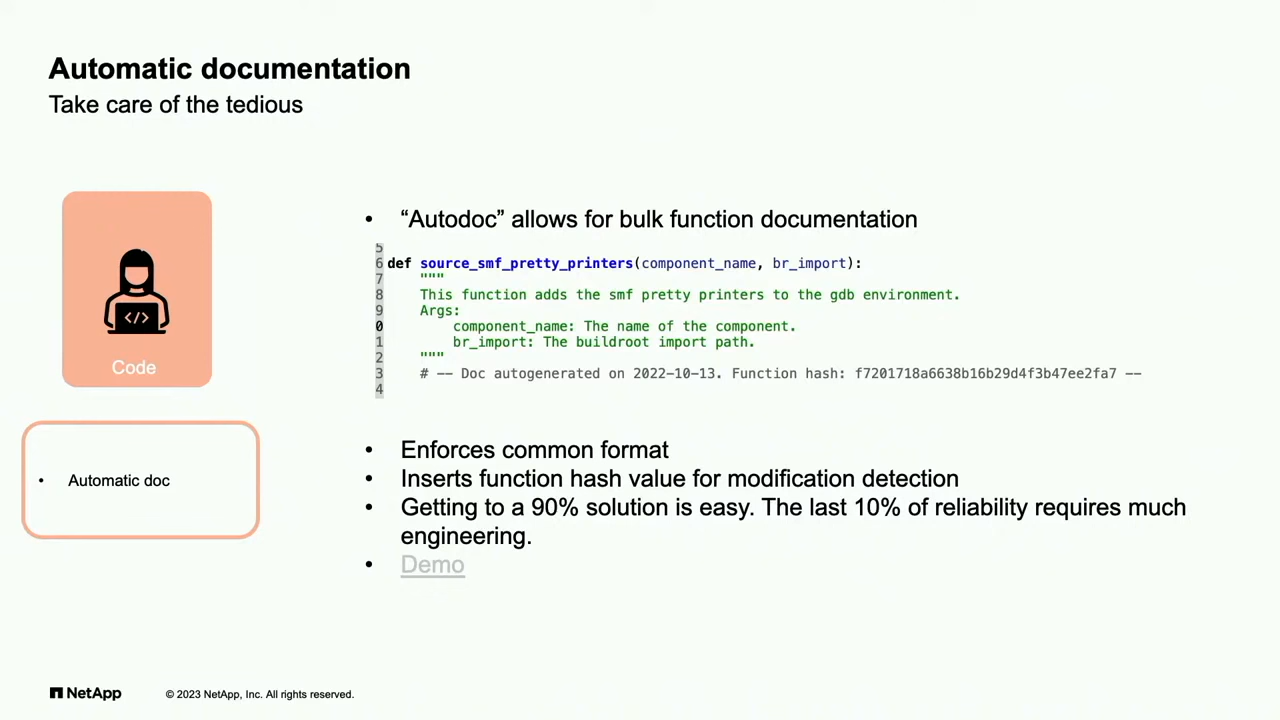 Automatic documentation
Take care of the tedious
</>
Code
• Automatic doc
• “Autodoc” allows for bulk function documentation
5
6 def source_smf_pretty_printers(component_name, br_import):
7 """
8 This function adds the smf pretty printers to the gdb environment.
9 Args:
0 component_name: The name of the component.
1 br_import: The buildroot import path.
2 """
3 # -- Doc autogenerated on 2022-10-13. Function hash: f7201718a6638b16b29d4f3b47ee2fa7 --
4
• Enforces common format
• Inserts function hash value for modification detection
• Getting to a 90% solution is easy. The last 10% of reliability requires much
engineering.
• Demo
NetApp
© 2023 NetApp, Inc. All rights reserved.